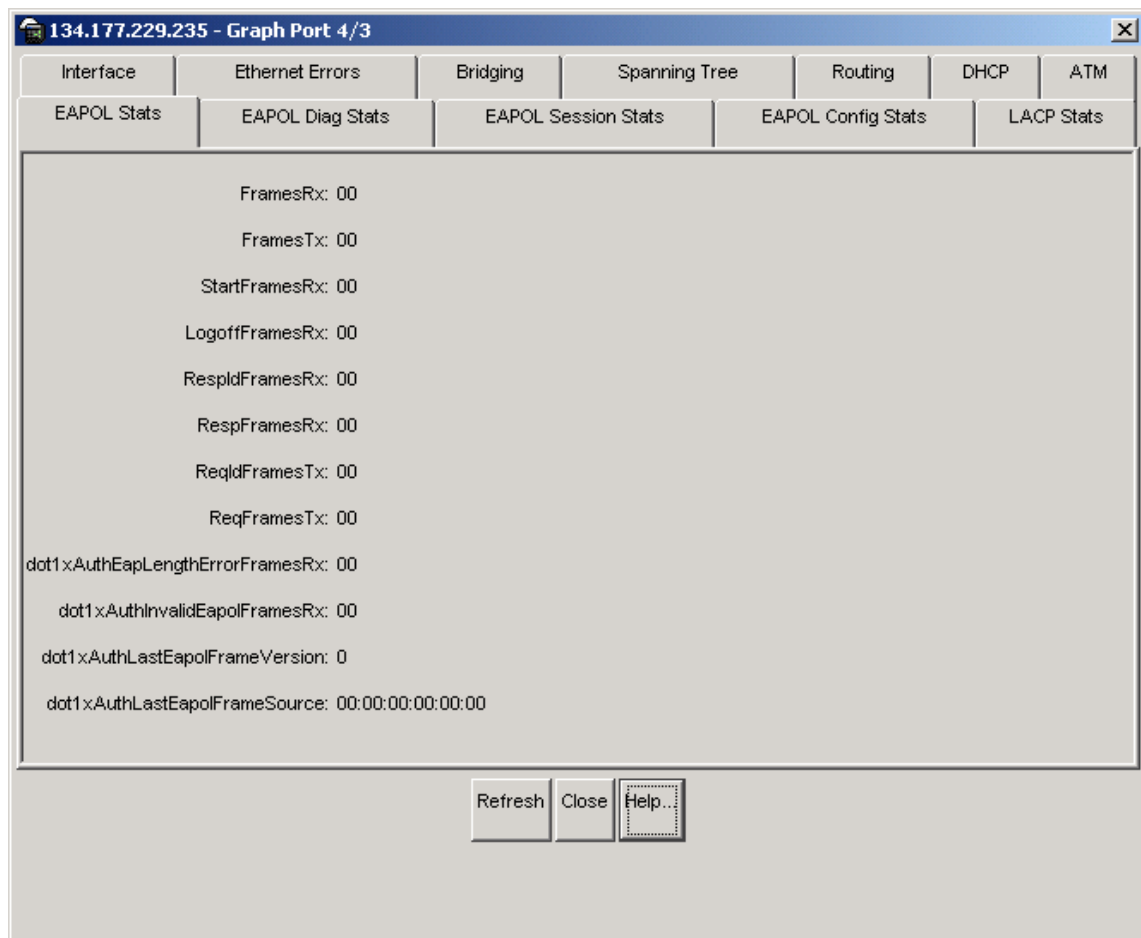 134.177.229.235 - Graph Port 4/3
Interface Ethernet Errors Bridging Spanning Tree Routing DHCP ATM
EAPOL Stats EAPOL Diag Stats EAPOL Session Stats EAPOL Config Stats LACP Stats
FramesRx: 00
FramesTx: 00
StartFramesRx: 00
LogoffFramesRx: 00
RespIdFramesRx: 00
RespFramesRx: 00
ReqIdFramesTx: 00
ReqFramesTx: 00
dot1xAuthEapLengthErrorFramesRx: 00
dot1xAuthInvalidEapolFramesRx: 00
dot1xAuthLastEapolFrameVersion: 0
dot1xAuthLastEapolFrameSource: 00:00:00:00:00:00
Refresh Close Help...